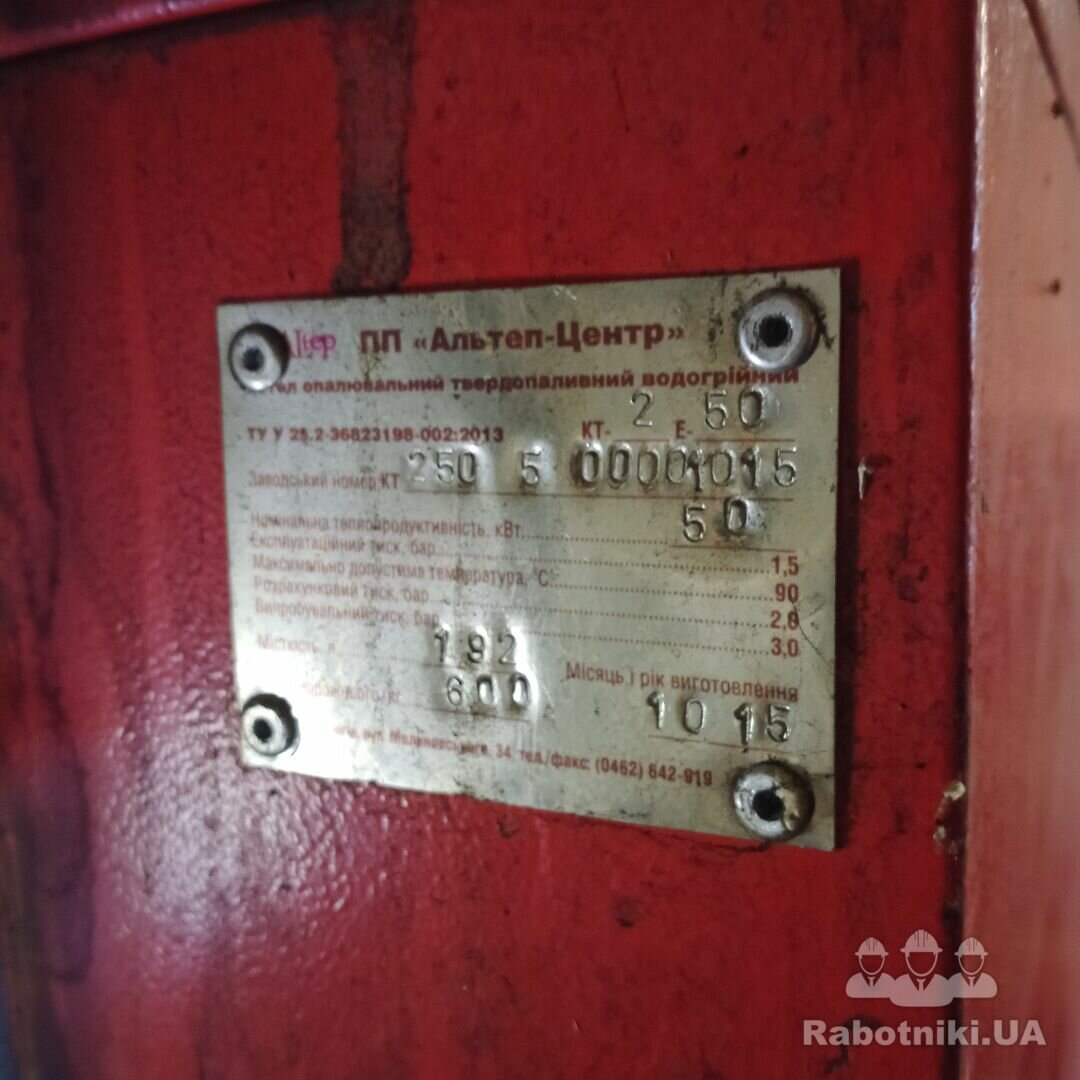 Altep ПП «Альтеп-Центр»
опалювальний твердопаливний водогрійний
ТУ У 25.2-36823198-002:2013 КТ- 2 Е- 50
Заводський номер КТ 250 5 00001015
Номінальна теплопродуктивність, кВт 50
Експлуатаційний тиск, бар 1,5
Максимально допустима температура, °С 90
Розрахунковий тиск, бар 2,0
Випробувальний тиск, бар 3,0
Місткість, л 192
Місяць і рік виготовлення
кг 600 10 15
вул. Малиновського, 34, тел./факс: (0462) 642-919
Rabotniki.UA